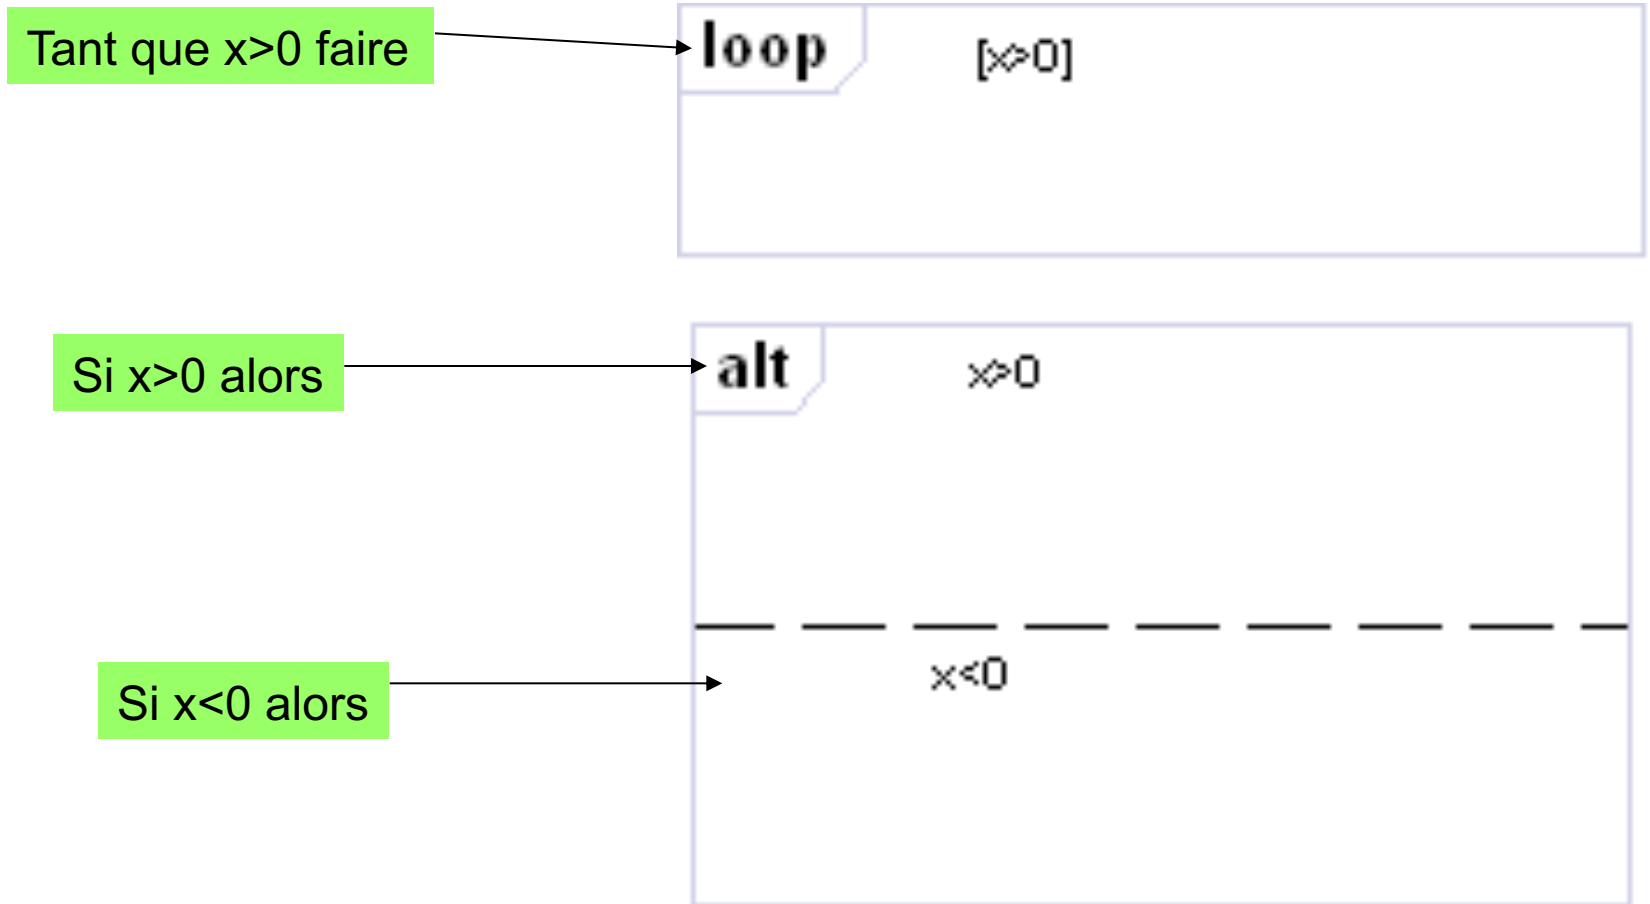 Tant que x>0 faire
loop [x>0]
Si x>0 alors
alt x>0
Si x<0 alors
x<0